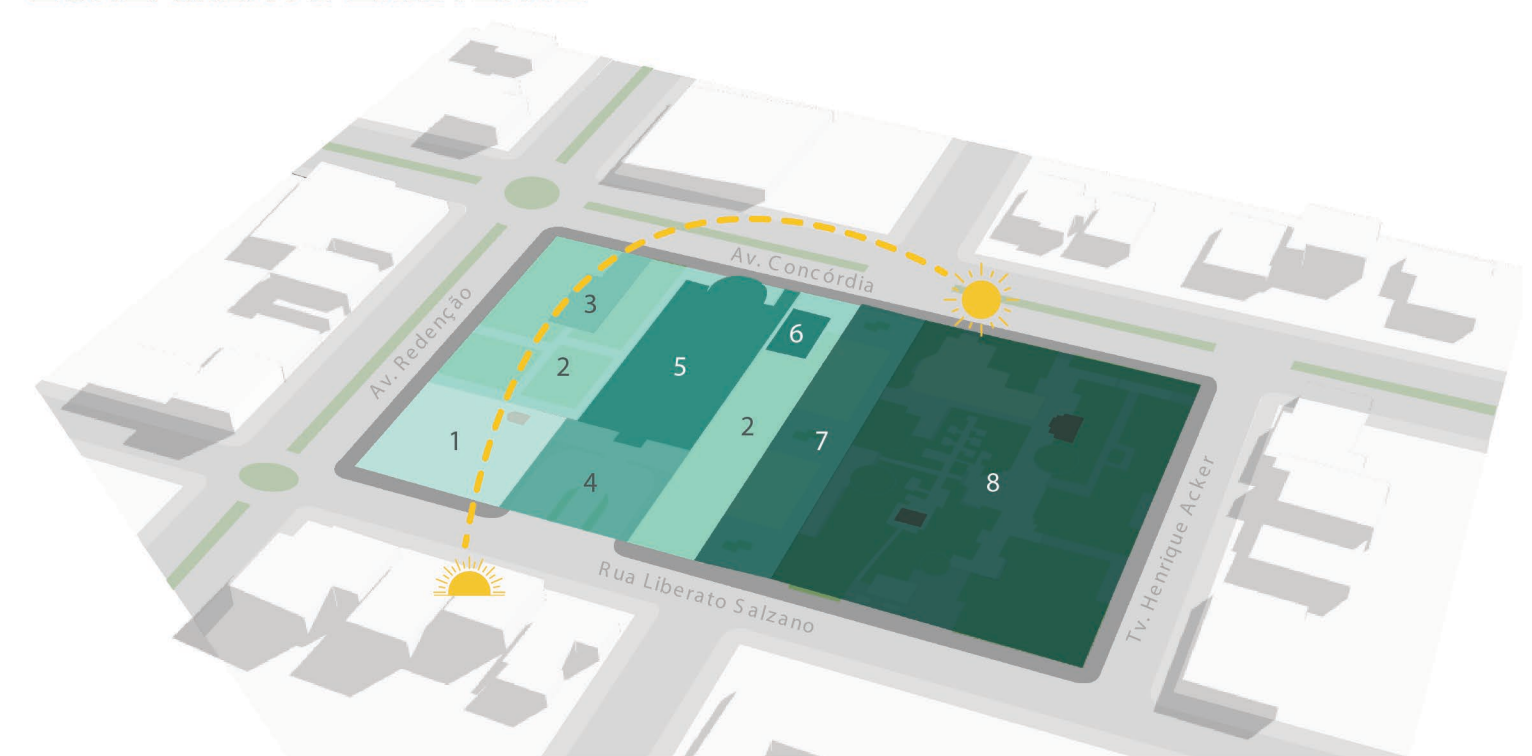 Av. Concórdia
Av. Redenção
3
6
2
5
1
2
7
4
8
Rua Liberato Salzano
Tv. Henrique Acker